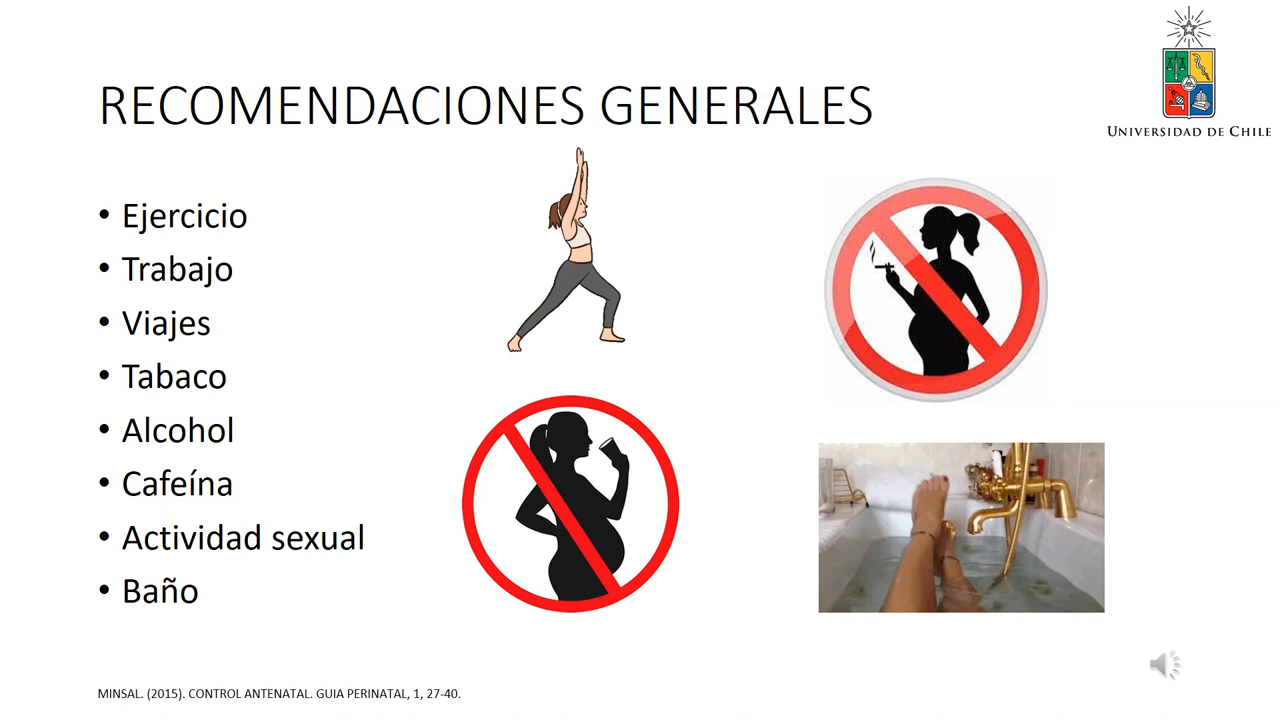 UNIVERSIDAD DE CHILE
RECOMENDACIONES GENERALES
• Ejercicio
• Trabajo
• Viajes
• Tabaco
• Alcohol
• Cafeína
• Actividad sexual
• Baño
MINSAL. (2015). CONTROL ANTENATAL. GUIA PERINATAL, 1, 27-40.